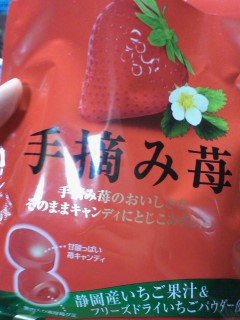 手摘み苺
手摘み苺のおいしさを
そのままキャンディにとじこめました
甘酸っぱい
苺キャンディ
静岡産いちご果汁&
フリーズドライいちごパウダー